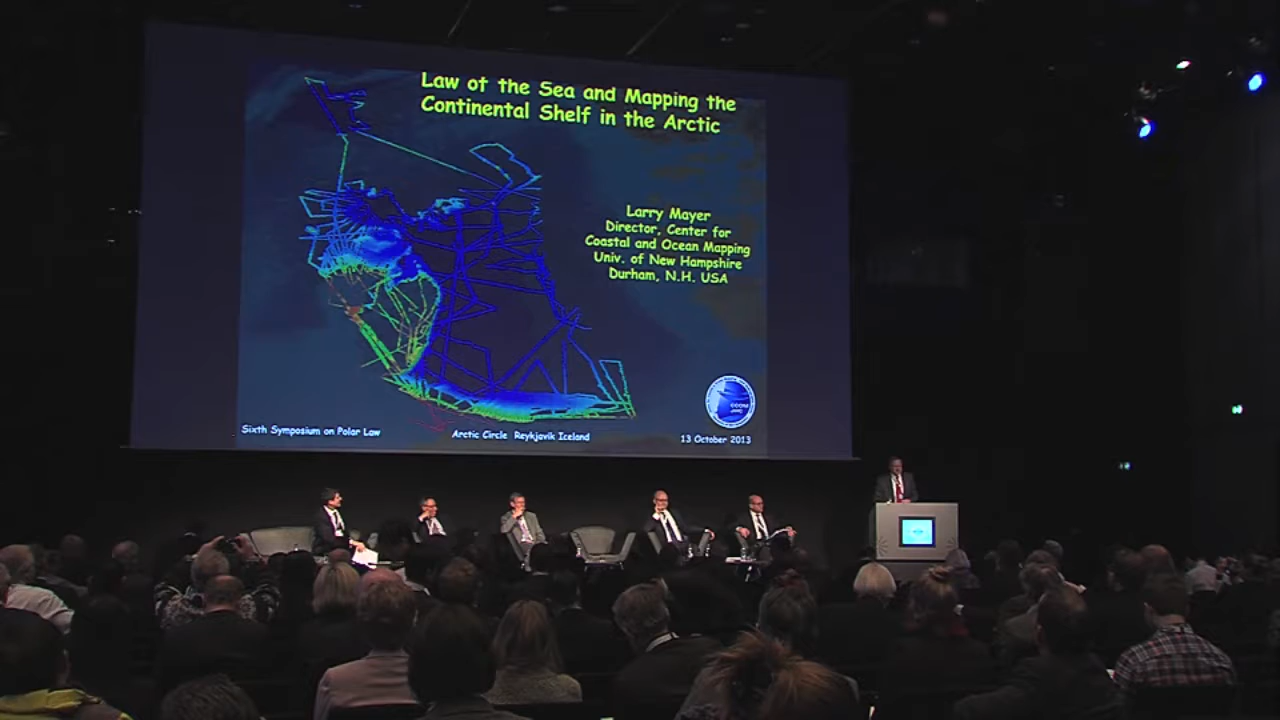 Law of the Sea and Mapping the
Continental Shelf in the Arctic
Larry Mayer
Director, Center for
Coastal and Ocean Mapping
Univ. of New Hampshire
Durham, N.H. USA
CCOM
JHC
Sixth Symposium on Polar Law
Arctic Circle Reykjavik Iceland
13 October 2013